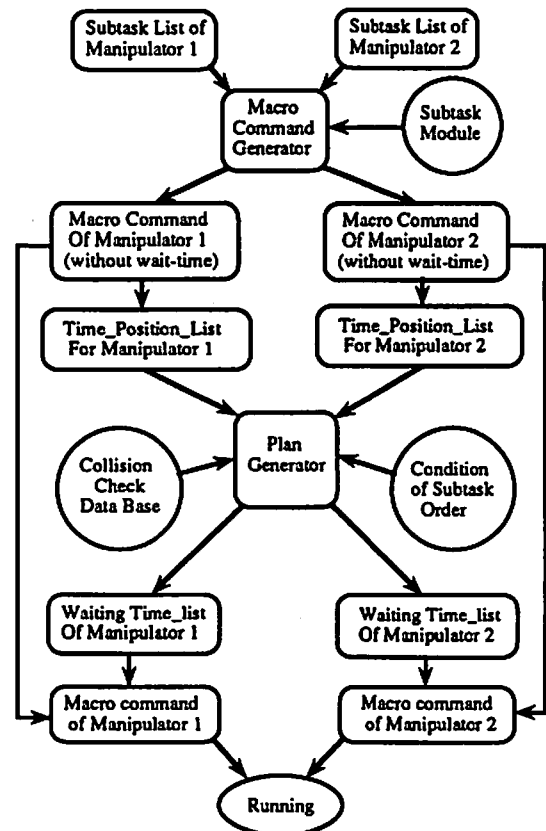 Subtask List of
Manipulator 1
Subtask List of
Manipulator 2
Macro
Command
Generator
Subtask
Module
Macro Command
Of Manipulator 1
(without wait-time)
Macro Command
Of Manipulator 2
(without wait-time)
Time_Position_List
For Manipulator 1
Time_Position_List
For Manipulator 2
Plan
Generator
Collision
Check
Data Base
Condition
of Subtask
Order
Waiting Time_list
Of Manipulator 1
Waiting Time_list
Of Manipulator 2
Macro command
of Manipulator 1
Macro command
of Manipulator 2
Running